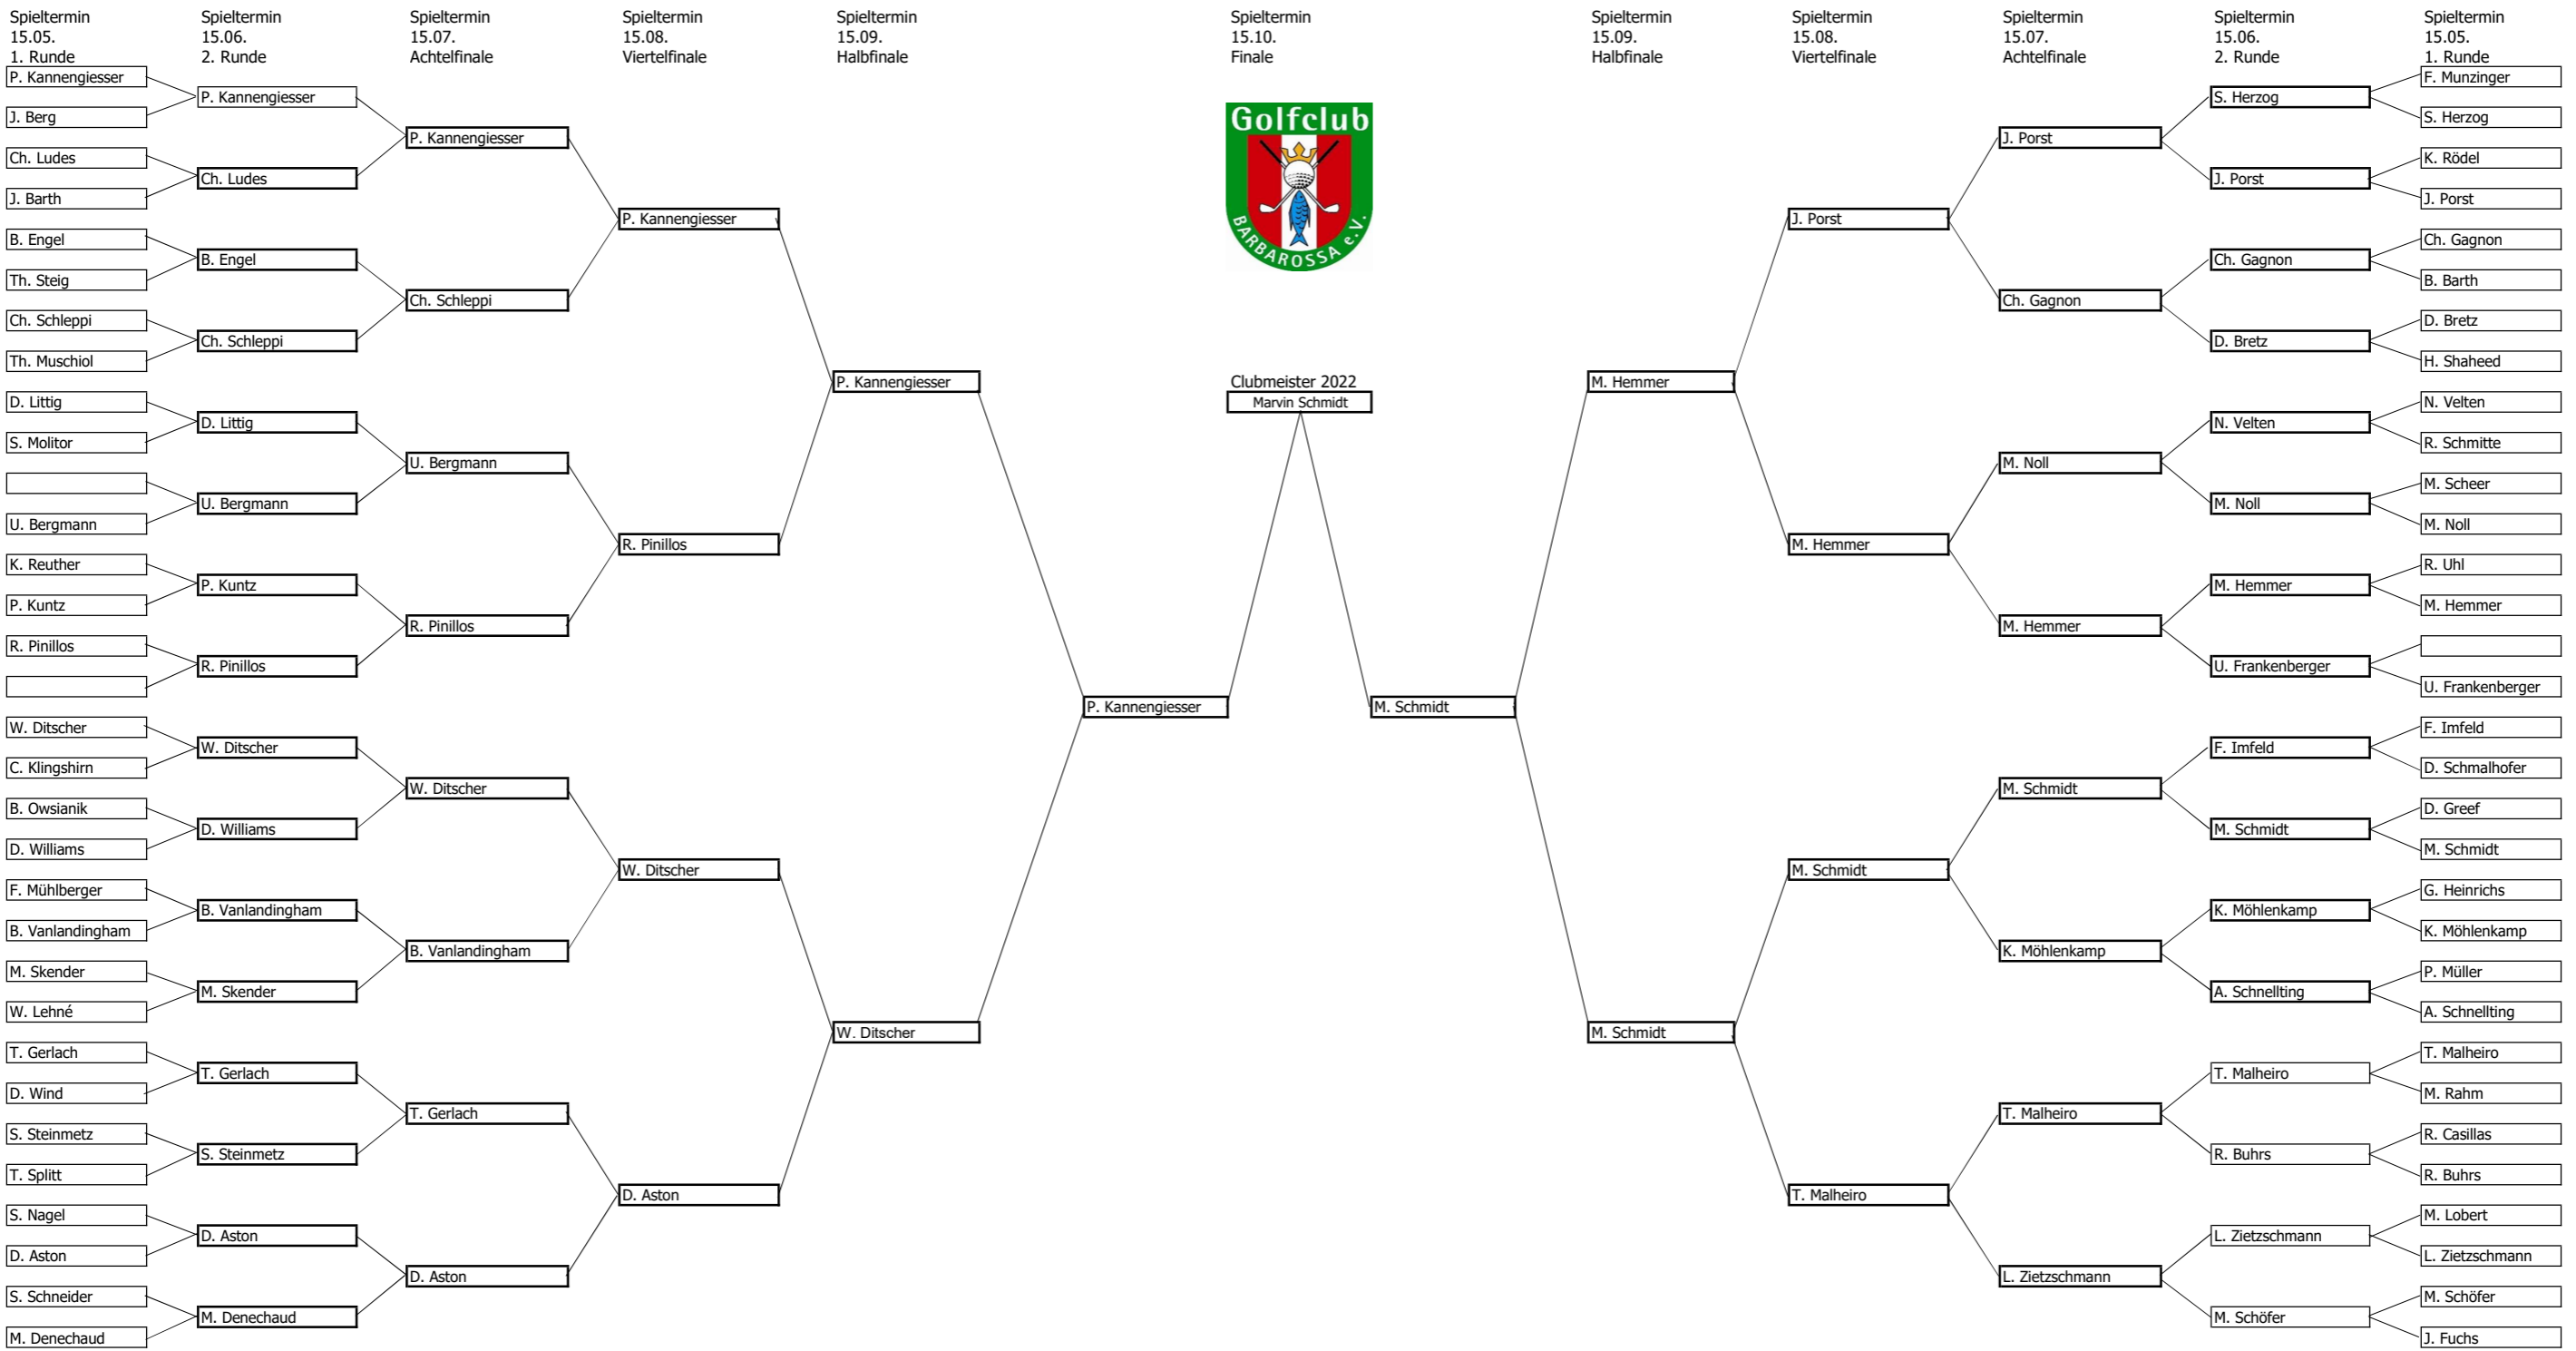 Spieltermin
15.05.
1. Runde
P. Kannengiesser
J. Berg
Ch. Ludes
J. Barth
B. Engel
Th. Steig
Ch. Schleppi
Th. Muschiol
D. Littig
S. Molitor
U. Bergmann
K. Reuther
P. Kuntz
R. Pinillos
W. Ditscher
C. Klingshirn
B. Owsianik
D. Williams
F. Mühlberger
B. Vanlandingham
M. Skender
W. Lehné
T. Gerlach
D. Wind
S. Steinmetz
T. Splitt
S. Nagel
D. Aston
S. Schneider
M. Denechaud
Spieltermin
15.06.
2. Runde
P. Kannengiesser
Ch. Ludes
B. Engel
Ch. Schleppi
D. Littig
U. Bergmann
P. Kuntz
R. Pinillos
W. Ditscher
D. Williams
B. Vanlandingham
M. Skender
T. Gerlach
S. Steinmetz
D. Aston
M. Denechaud
Spieltermin
15.07.
Achtelfinale
P. Kannengiesser
Ch. Schleppi
U. Bergmann
R. Pinillos
W. Ditscher
B. Vanlandingham
T. Gerlach
D. Aston
Spieltermin
15.08.
Viertelfinale
P. Kannengiesser
R. Pinillos
W. Ditscher
D. Aston
Spieltermin
15.09.
Halbfinale
P. Kannengiesser
W. Ditscher
P. Kannengiesser
Spieltermin
15.10.
Finale
Golfclub
BARBAROSSA e.V.
Clubmeister 2022
Marvin Schmidt
M. Schmidt
Spieltermin
15.09.
Halbfinale
M. Hemmer
M. Schmidt
Spieltermin
15.08.
Viertelfinale
J. Porst
M. Hemmer
M. Schmidt
T. Malheiro
Spieltermin
15.07.
Achtelfinale
J. Porst
Ch. Gagnon
M. Noll
M. Hemmer
M. Schmidt
K. Möhlenkamp
T. Malheiro
L. Zietzschmann
Spieltermin
15.06.
2. Runde
S. Herzog
J. Porst
Ch. Gagnon
D. Bretz
N. Velten
M. Noll
M. Hemmer
U. Frankenberger
F. Imfeld
M. Schmidt
K. Möhlenkamp
A. Schnellting
T. Malheiro
R. Buhrs
L. Zietzschmann
M. Schöfer
Spieltermin
15.05.
1. Runde
F. Munzinger
S. Herzog
K. Rödel
J. Porst
Ch. Gagnon
B. Barth
D. Bretz
H. Shaheed
N. Velten
R. Schmitte
M. Scheer
M. Noll
R. Uhl
M. Hemmer
U. Frankenberger
F. Imfeld
D. Schmalhofer
D. Greef
M. Schmidt
G. Heinrichs
K. Möhlenkamp
P. Müller
A. Schnellting
T. Malheiro
M. Rahm
R. Casillas
R. Buhrs
M. Lobert
L. Zietzschmann
M. Schöfer
J. Fuchs